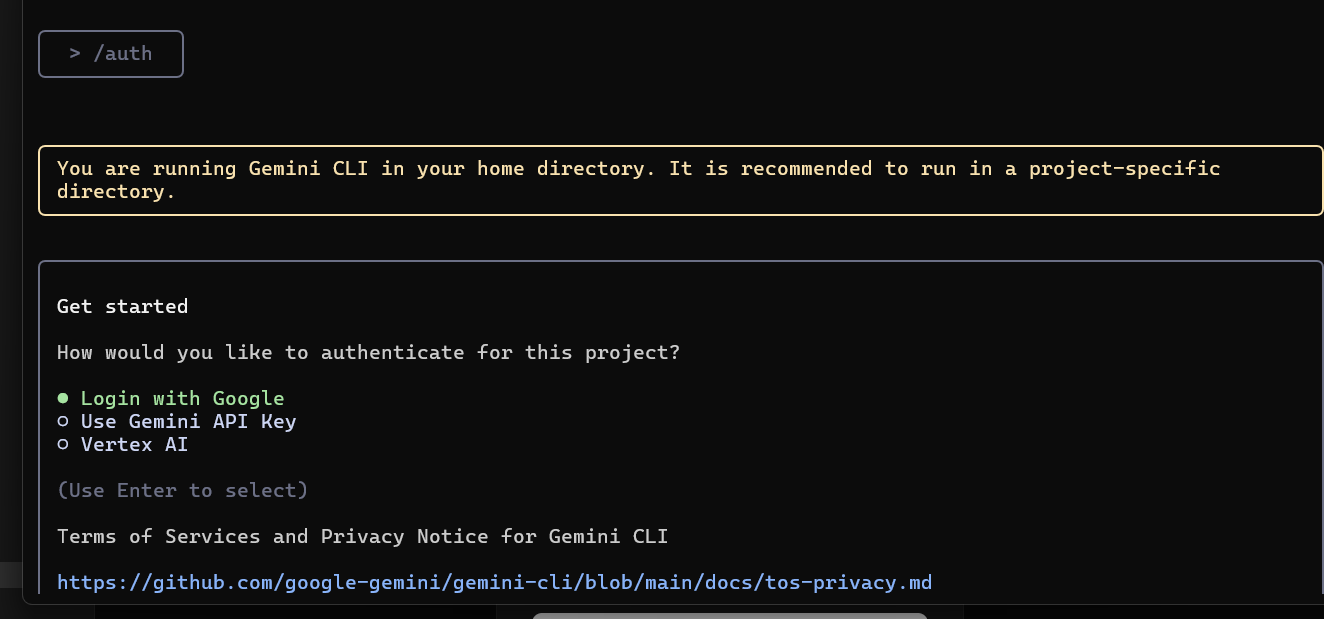 > /auth
You are running Gemini CLI in your home directory. It is recommended to run in a project-specific
directory.
Get started
How would you like to authenticate for this project?
● Login with Google
○ Use Gemini API Key
○ Vertex AI
(Use Enter to select)
Terms of Services and Privacy Notice for Gemini CLI
https://github.com/google-gemini/gemini-cli/blob/main/docs/tos-privacy.md